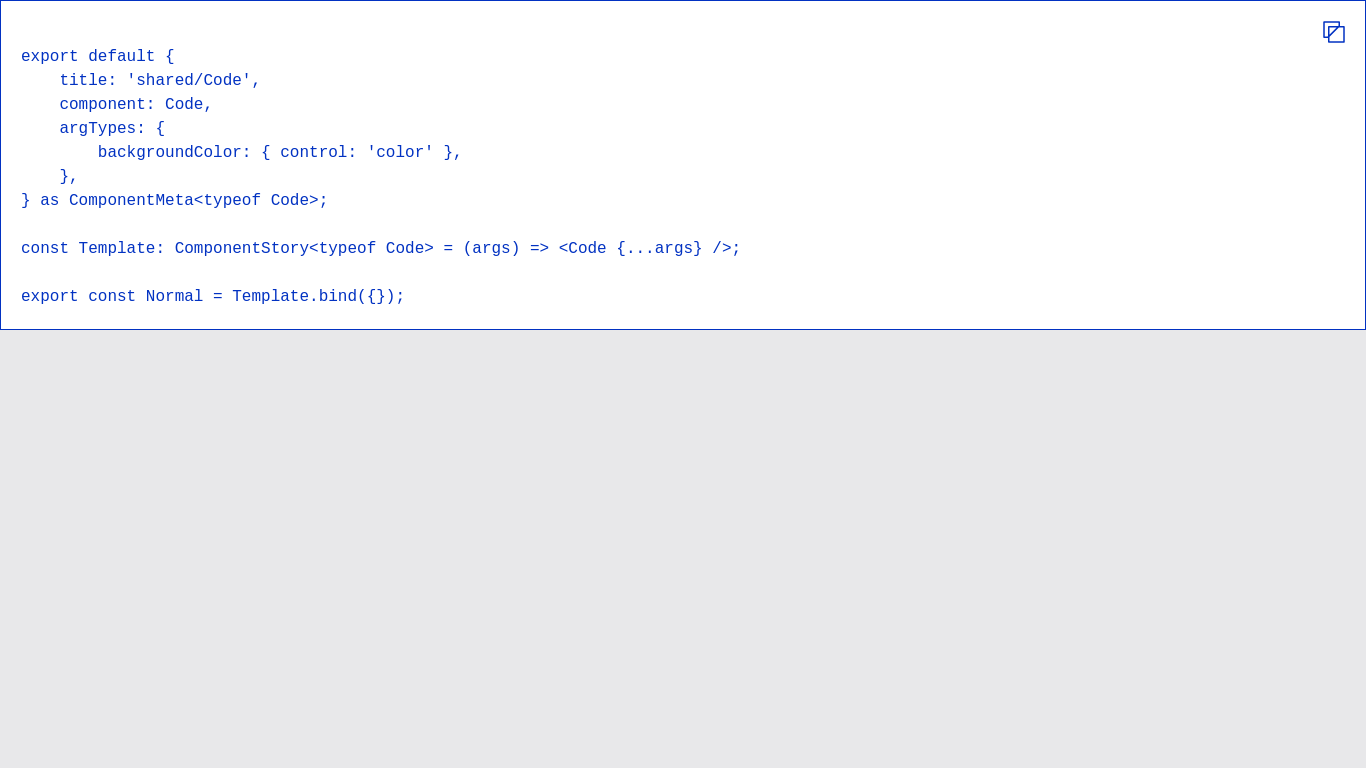 export default {
    title: 'shared/Code',
    component: Code,
    argTypes: {
        backgroundColor: { control: 'color' },
    },
} as ComponentMeta<typeof Code>;

const Template: ComponentStory<typeof Code> = (args) => <Code {...args} />;

export const Normal = Template.bind({});